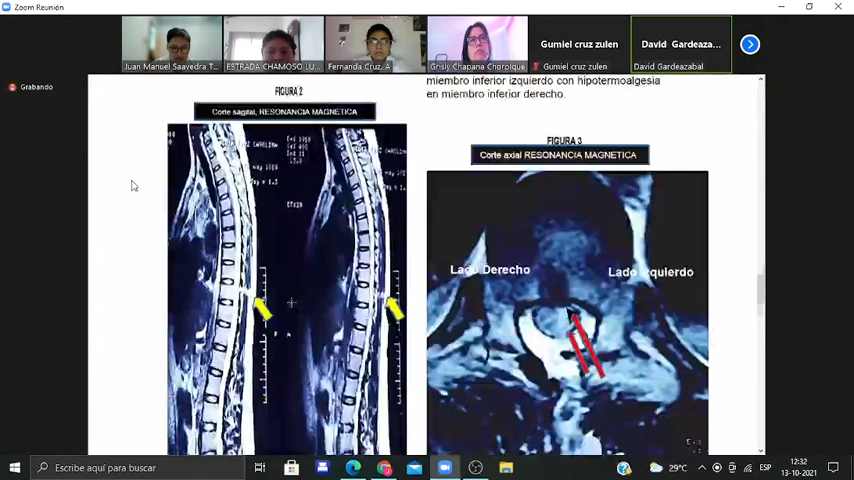 Zoom Reunión
Juan Manuel Saavedra T...
ESTRADA CHAMOSO LU...
Fernanda Cruz. A
Grisly Chapana Chorolque
Gumiel cruz zulen
Gumiel cruz zulen
David Gardeaza...
David Gardeazabal
Grabando
FIGURA 2
Corte sagital, RESONANCIA MAGNÉTICA
miembro inferior izquierdo con hipotermoalgesia
en miembro inferior derecho.
FIGURA 3
Corte axial RESONANCIA MAGNETICA
Lado Derecho
Lado Izquierdo
Escribe aquí para buscar
29°C
ESP
12:32
13-10-2021